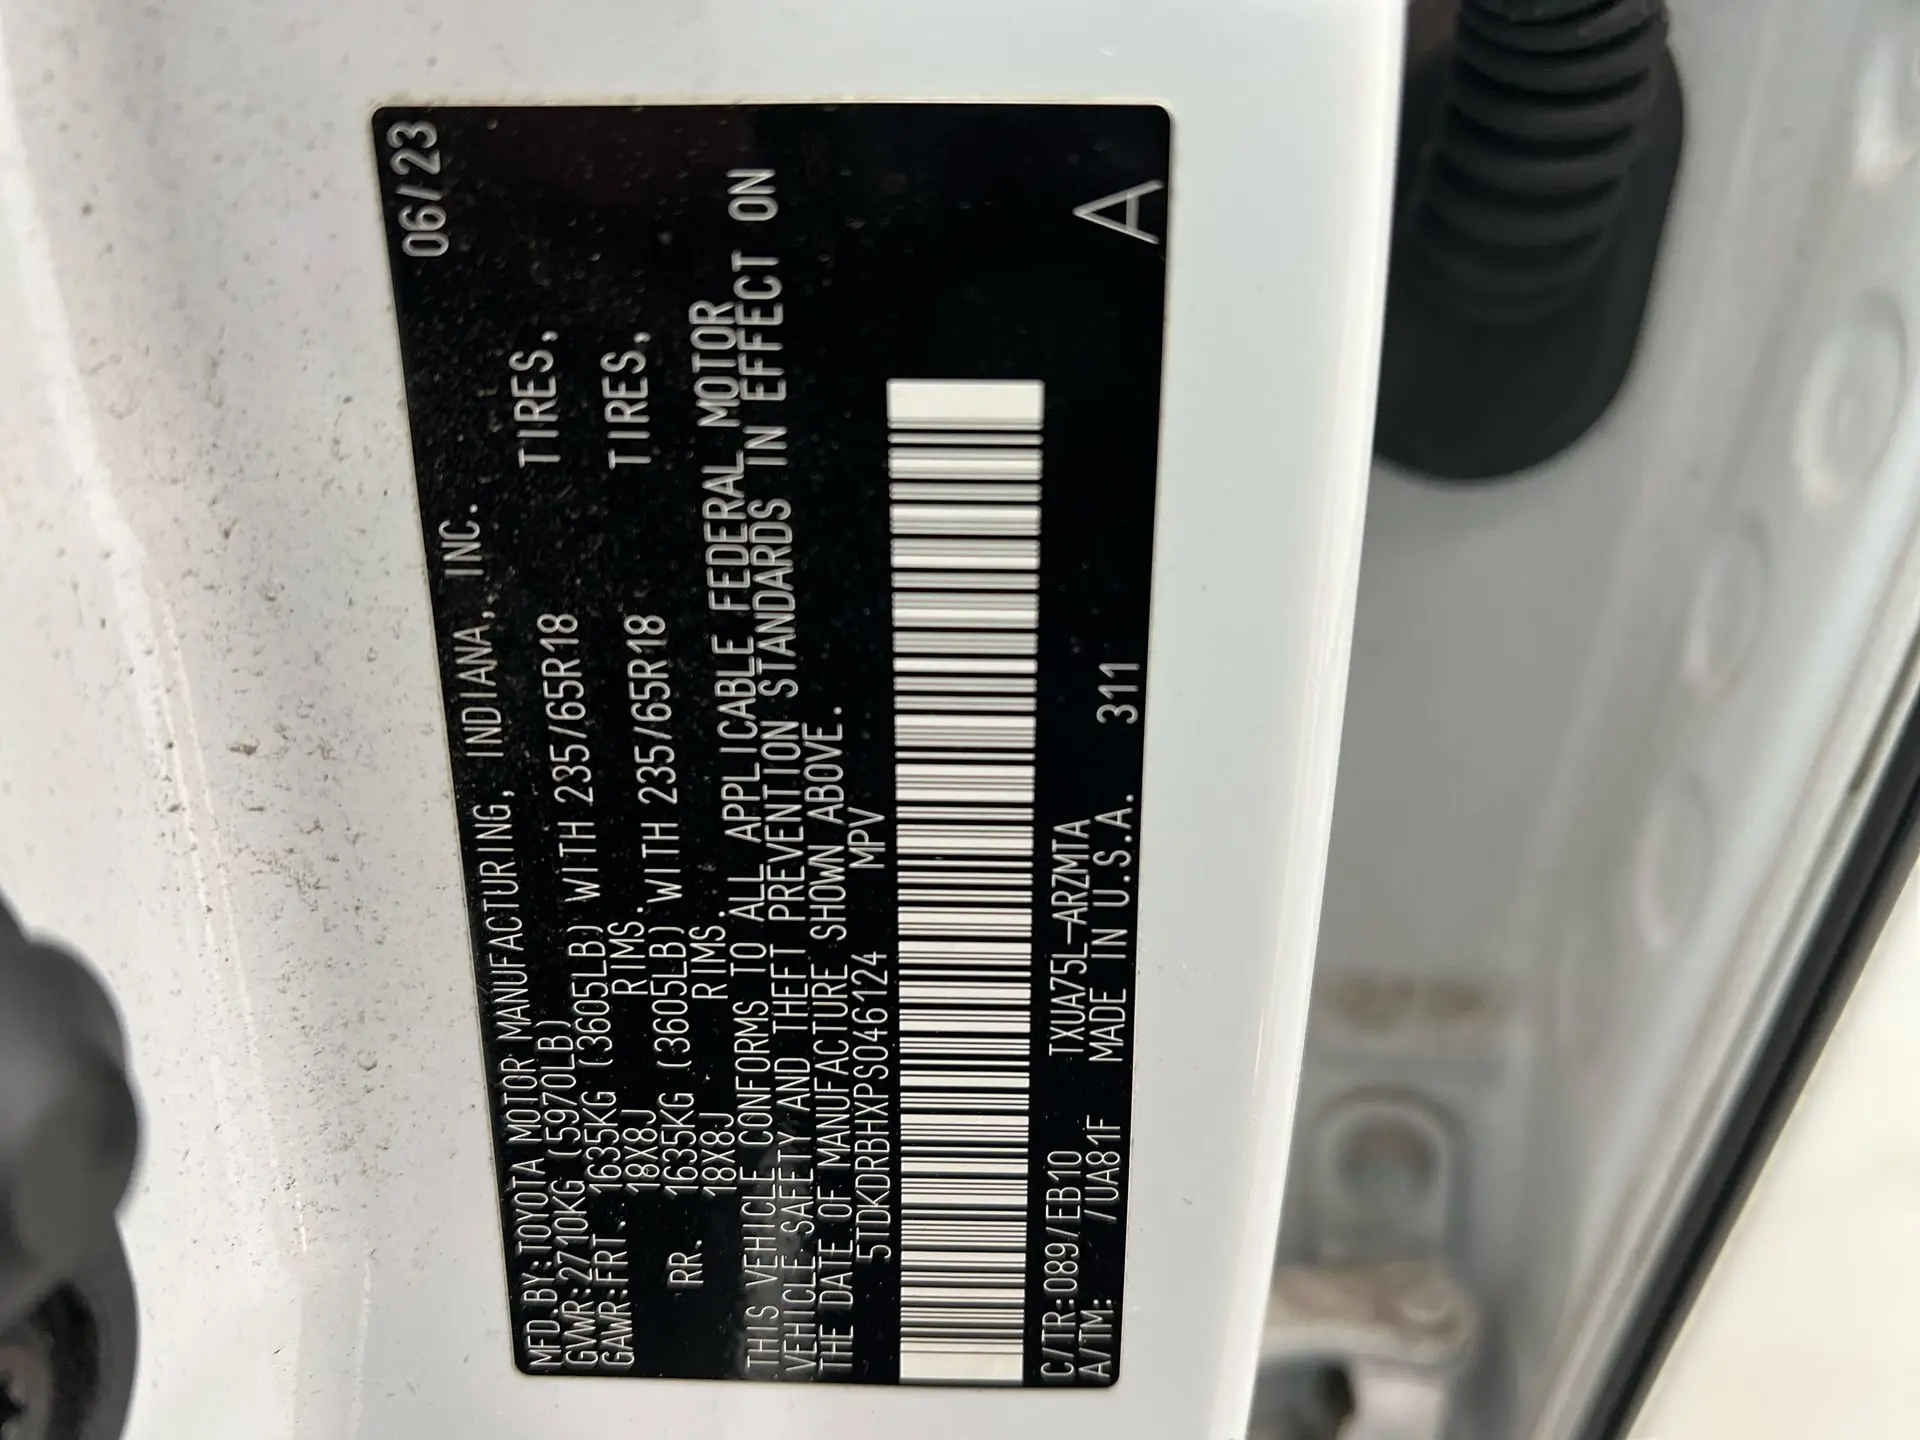 MFD.BY:TOYOTA MOTOR MANUFACTURING, INDIANA, INC. 06/23
GVWR:2710KG (5970LB)
GAWR:FRT. 1635KG (3605LB) WITH 235/65R18 TIRES,
18X8J RIMS.
RR. 1635KG (3605LB) WITH 235/65R18 TIRES,
18X8J RIMS.
THIS VEHICLE CONFORMS TO ALL APPLICABLE FEDERAL MOTOR
VEHICLE SAFETY AND THEFT PREVENTION STANDARDS IN EFFECT ON
THE DATE OF MANUFACTURE SHOWN ABOVE.
5TDKDRBHXPS046124 MPV
C/TR:089/EB10 TXUA75L-ARZMTA
A/TM: /UA81F MADE IN U.S.A. 311 A